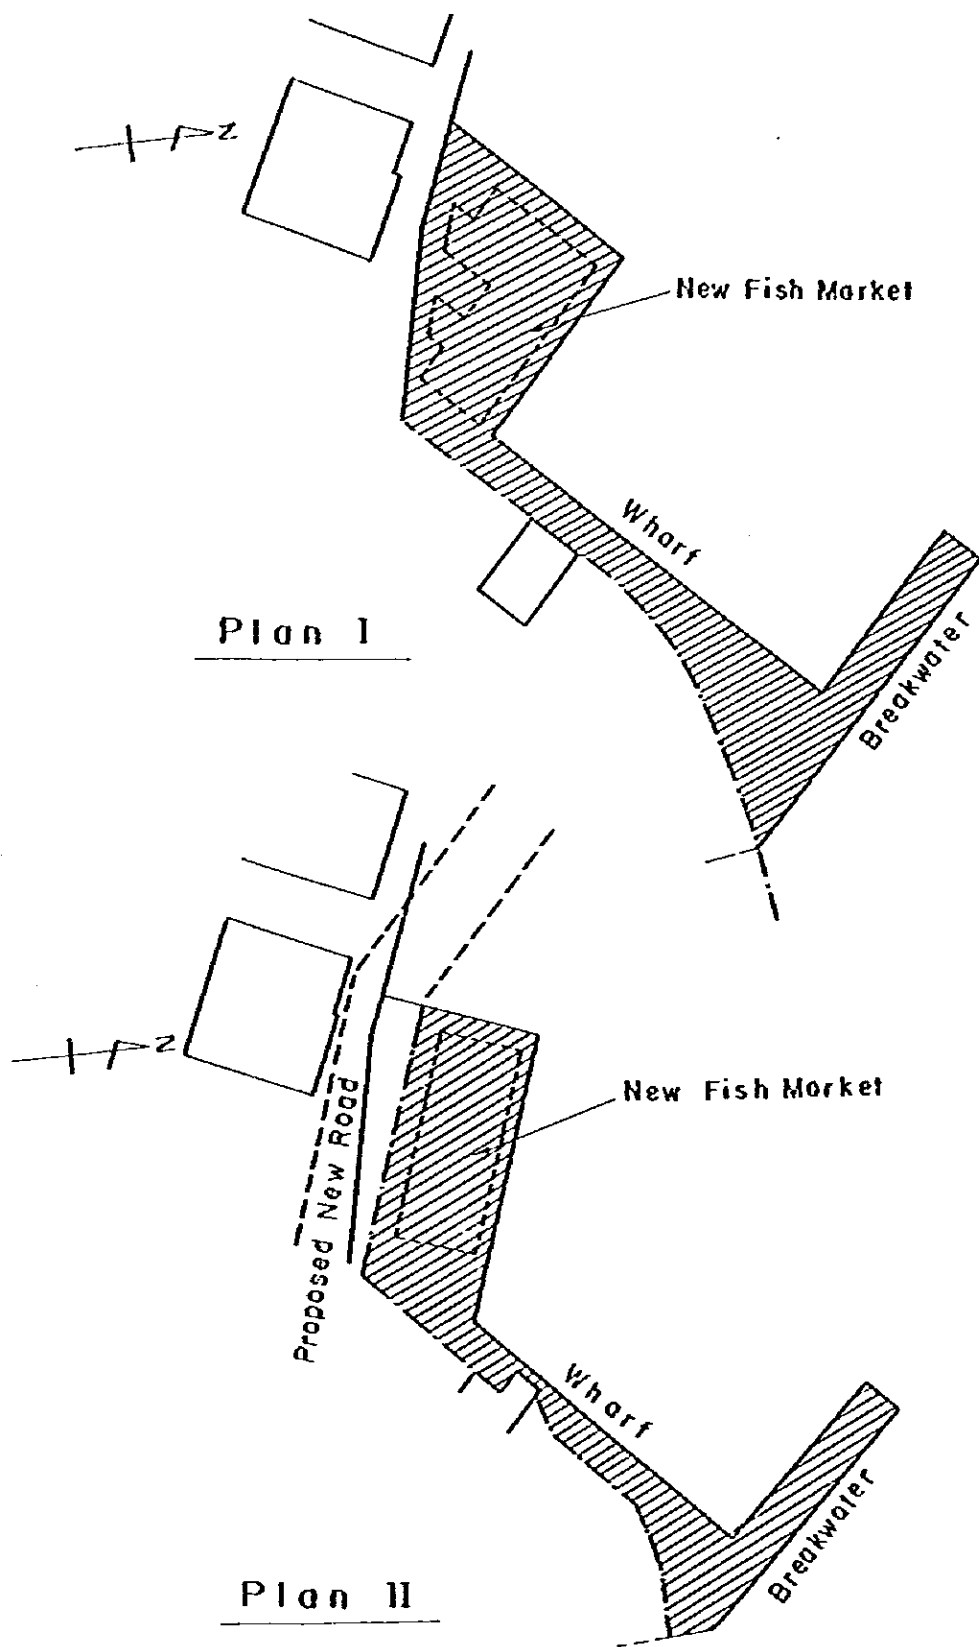 N
New Fish Market
Wharf
Plan I
Breakwater
N
New Fish Market
Proposed New Road
Wharf
Breakwater
Plan II